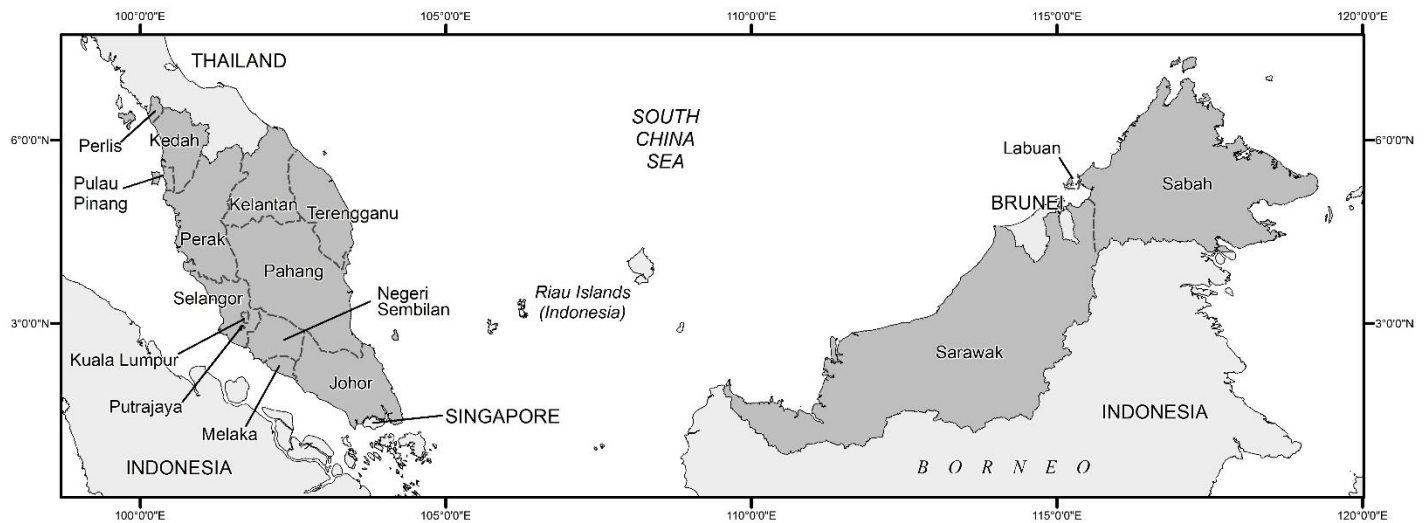 100°0'0"E
105°0'0"E
110°0'0"E
115°0'0"E
120°0'0"E
THAILAND
SOUTH
CHINA
SEA
6°0'0"N
6°0'0"N
Perlis
Kedah
Labuan
Pulau
Pinang
Sabah
Kelantan
Terengganu
BRUNEI
Perak
Pahang
Selangor
Negeri
Sembilan
Riau Islands
(Indonesia)
3°0'0"N
3°0'0"N
Kuala Lumpur
Sarawak
Johor
Putrajaya
SINGAPORE
INDONESIA
Melaka
INDONESIA
BORNEO
100°0'0"E
105°0'0"E
110°0'0"E
115°0'0"E
120°0'0"E